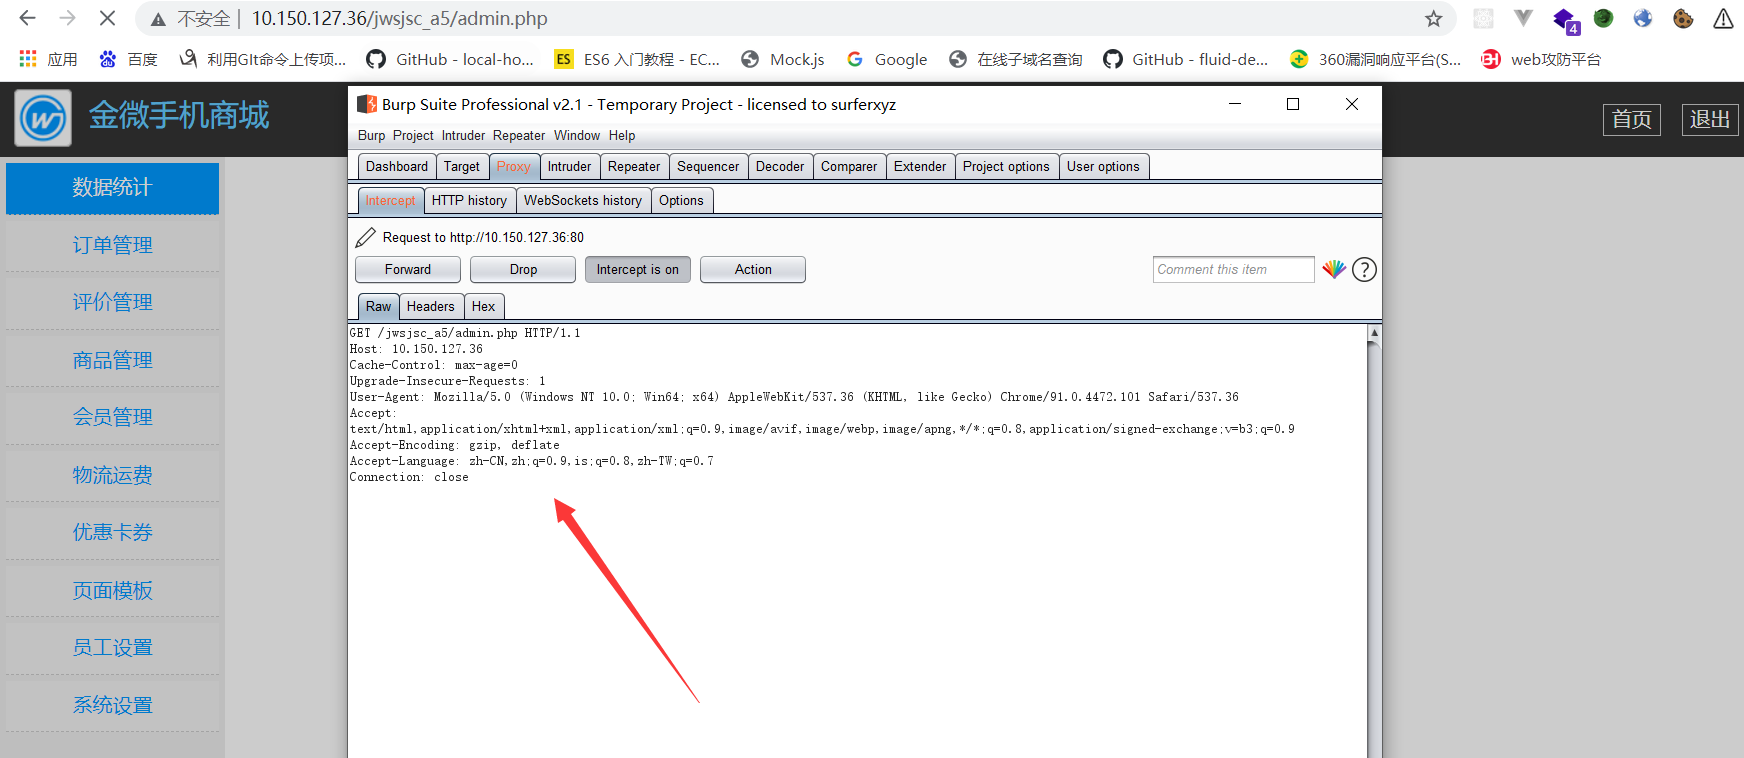 不安全 | 10.150.127.36/jwsjsc_a5/admin.php
4
应用 百度 利用GIt命令上传项... GitHub - local-ho... ES ES6 入门教程 - EC... Mock.js Google 在线子域名查询 GitHub - fluid-de... 360漏洞响应平台(S... web攻防平台
金微手机商城
首页 退出
数据统计
订单管理
评价管理
商品管理
会员管理
物流运费
优惠卡券
页面模板
员工设置
系统设置
Burp Suite Professional v2.1 - Temporary Project - licensed to surferxyz
Burp Project Intruder Repeater Window Help
Dashboard Target Proxy Intruder Repeater Sequencer Decoder Comparer Extender Project options User options
Intercept HTTP history WebSockets history Options
Request to http://10.150.127.36:80
Forward Drop Intercept is on Action Comment this item ?
Raw Headers Hex
GET /jwsjsc_a5/admin.php HTTP/1.1
Host: 10.150.127.36
Cache-Control: max-age=0
Upgrade-Insecure-Requests: 1
User-Agent: Mozilla/5.0 (Windows NT 10.0; Win64; x64) AppleWebKit/537.36 (KHTML, like Gecko) Chrome/91.0.4472.101 Safari/537.36
Accept:
text/html,application/xhtml+xml,application/xml;q=0.9,image/avif,image/webp,image/apng,*/*;q=0.8,application/signed-exchange;v=b3;q=0.9
Accept-Encoding: gzip, deflate
Accept-Language: zh-CN,zh;q=0.9,is;q=0.8,zh-TW;q=0.7
Connection: close